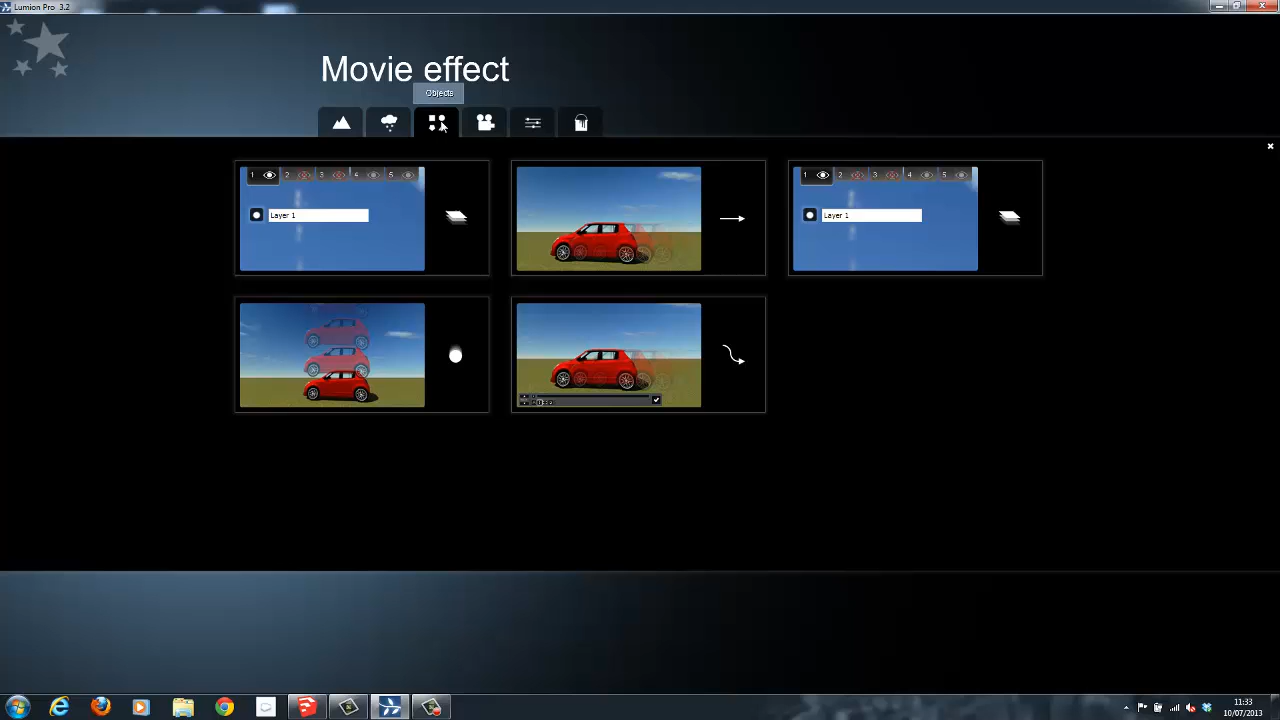 Lumion Pro 3.2
Movie effect
Objects
1 2 3 4 5
Layer 1
1 2 3 4 5
Layer 1
11:33
10/07/2013